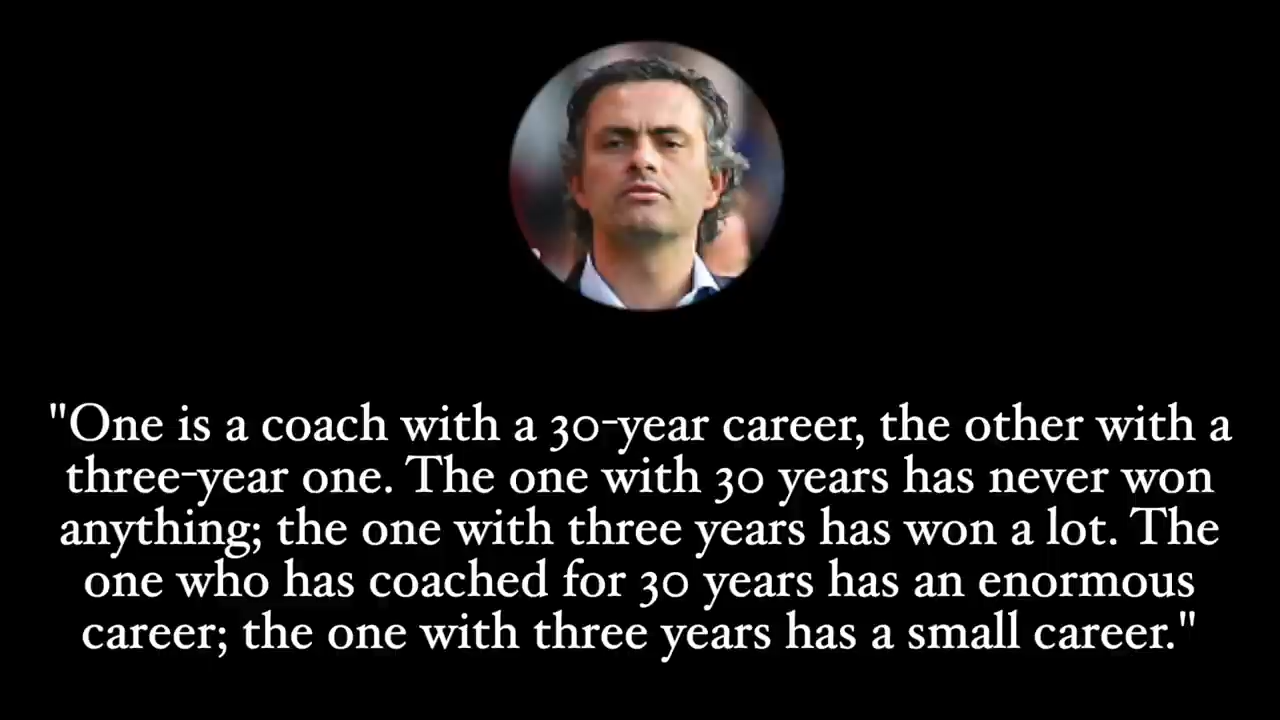 "One is a coach with a 30-year career, the other with a
three-year one. The one with 30 years has never won
anything; the one with three years has won a lot. The
one who has coached for 30 years has an enormous
career; the one with three years has a small career."